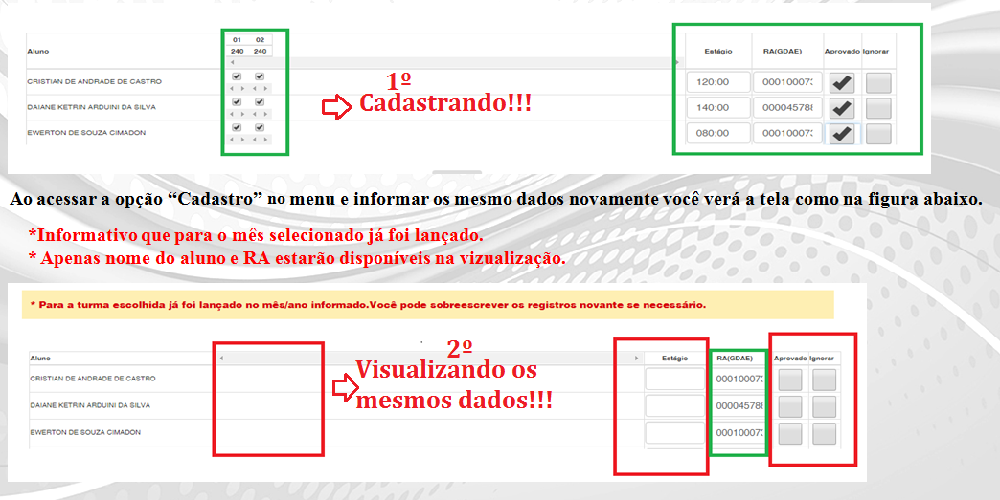 01 02
Aluno 240 240 Estágio RA(GDAE) Aprovado Ignorar
CRISTIAN DE ANDRADE DE CASTRO 120:00 00010007:
DAIANE KETRIN ARDUINI DA SILVA 140:00 00004578
EWERTON DE SOUZA CIMADON 080:00 00010007:
1º
Cadastrando!!!
Ao acessar a opção “Cadastro” no menu e informar os mesmo dados novamente você verá a tela como na figura abaixo.
*Informativo que para o mês selecionado já foi lançado.
* Apenas nome do aluno e RA estarão disponíveis na vizualização.
* Para a turma escolhida já foi lançado no mês/ano informado.Você pode sobreescrever os registros novante se necessário.
Aluno Estágio RA(GDAE) Aprovado Ignorar
CRISTIAN DE ANDRADE DE CASTRO 00010007:
DAIANE KETRIN ARDUINI DA SILVA 00004578
EWERTON DE SOUZA CIMADON 00010007:
2º
Visualizando os
mesmos dados!!!